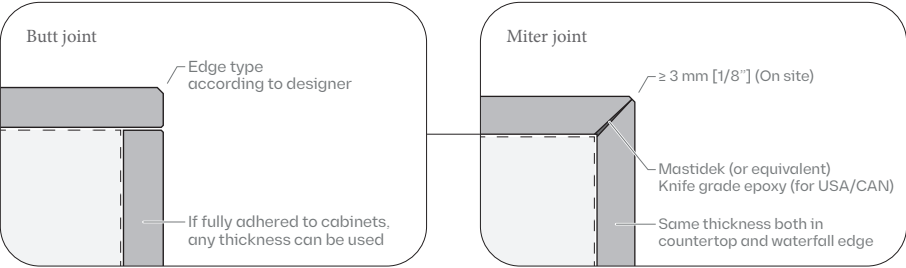 Butt joint
Edge type
according to designer
If fully adhered to cabinets,
any thickness can be used
Miter joint
≥ 3 mm [1/8”] (On site)
Mastidek (or equivalent)
Knife grade epoxy (for USA/CAN)
Same thickness both in
countertop and waterfall edge